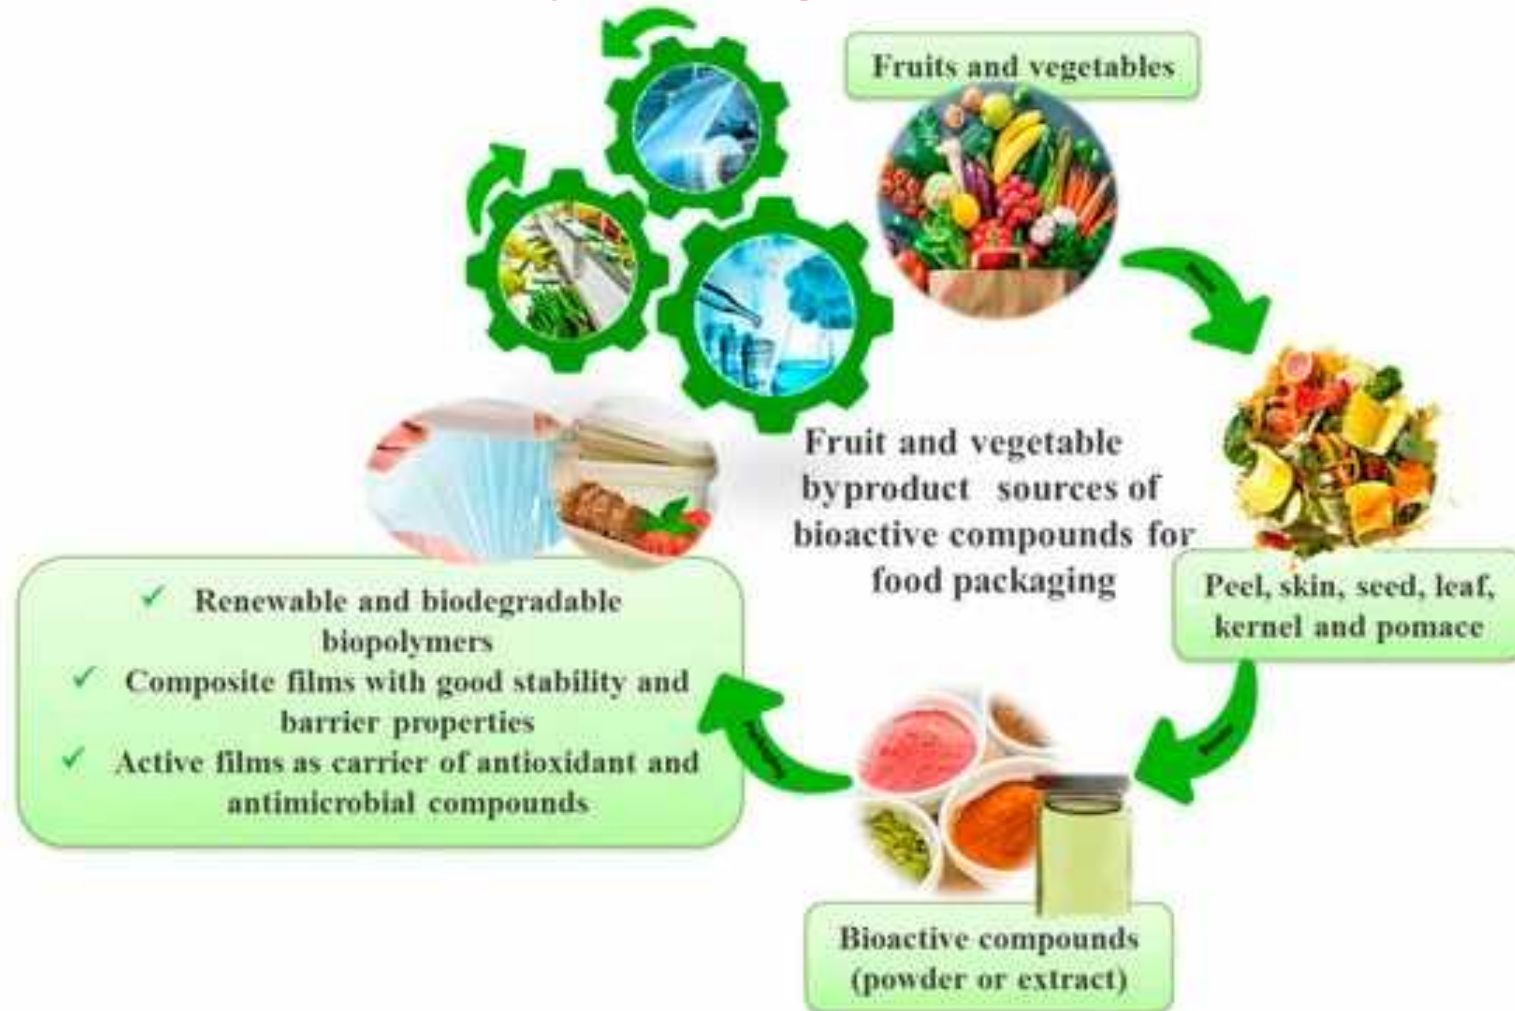 Fruits and vegetables
Fruit and vegetable
byproduct sources of
bioactive compounds for
food packaging
Peel, skin, seed, leaf,
kernel and pomace
✓ Renewable and biodegradable
biopolymers
✓ Composite films with good stability and
barrier properties
✓ Active films as carrier of antioxidant and
antimicrobial compounds
Bioactive compounds
(powder or extract)